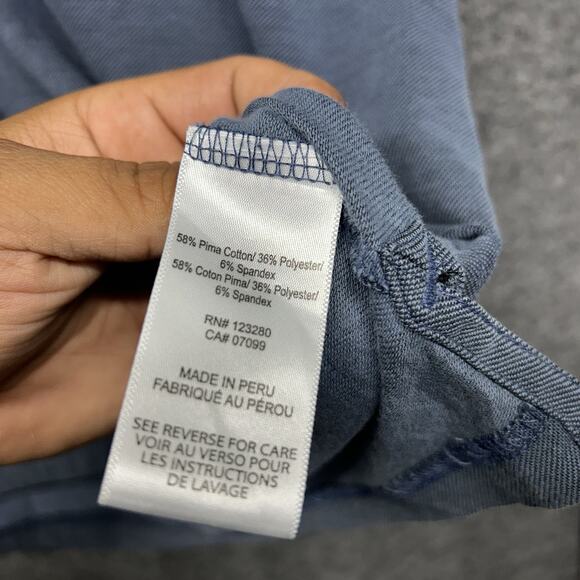 58% Pima Cotton/ 36% Polyester/
6% Spandex
58% Coton Pima/ 36% Polyester/
6% Spandex
RN# 123280
CA# 07099
MADE IN PERU
FABRIQUÉ AU PÉROU
SEE REVERSE FOR CARE
VOIR AU VERSO POUR
LES INSTRUCTIONS
DE LAVAGE